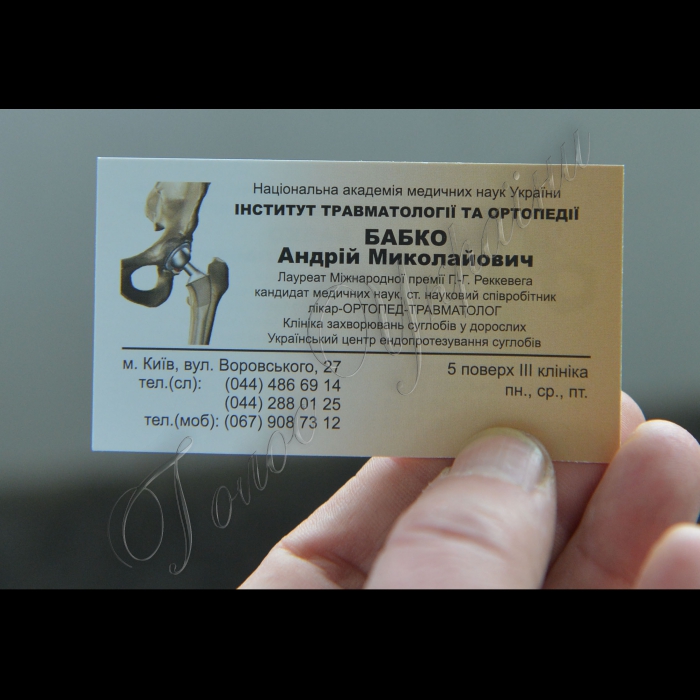 Національна академія медичних наук України
ІНСТИТУТ ТРАВМАТОЛОГІЇ ТА ОРТОПЕДІЇ
БАБКО
Андрій Миколайович
Лауреат Міжнародної премії Г.-Г. Реккевега
кандидат медичних наук, ст. науковий співробітник
лікар-ОРТОПЕД-ТРАВМАТОЛОГ
Клініка захворювань суглобів у дорослих
Український центр ендопротезування суглобів
м. Київ, вул. Воровського, 27
тел.(сл): (044) 486 69 14
(044) 288 01 25
тел.(моб): (067) 908 73 12
5 поверх III клініка
пн., ср., пт.
Голос України